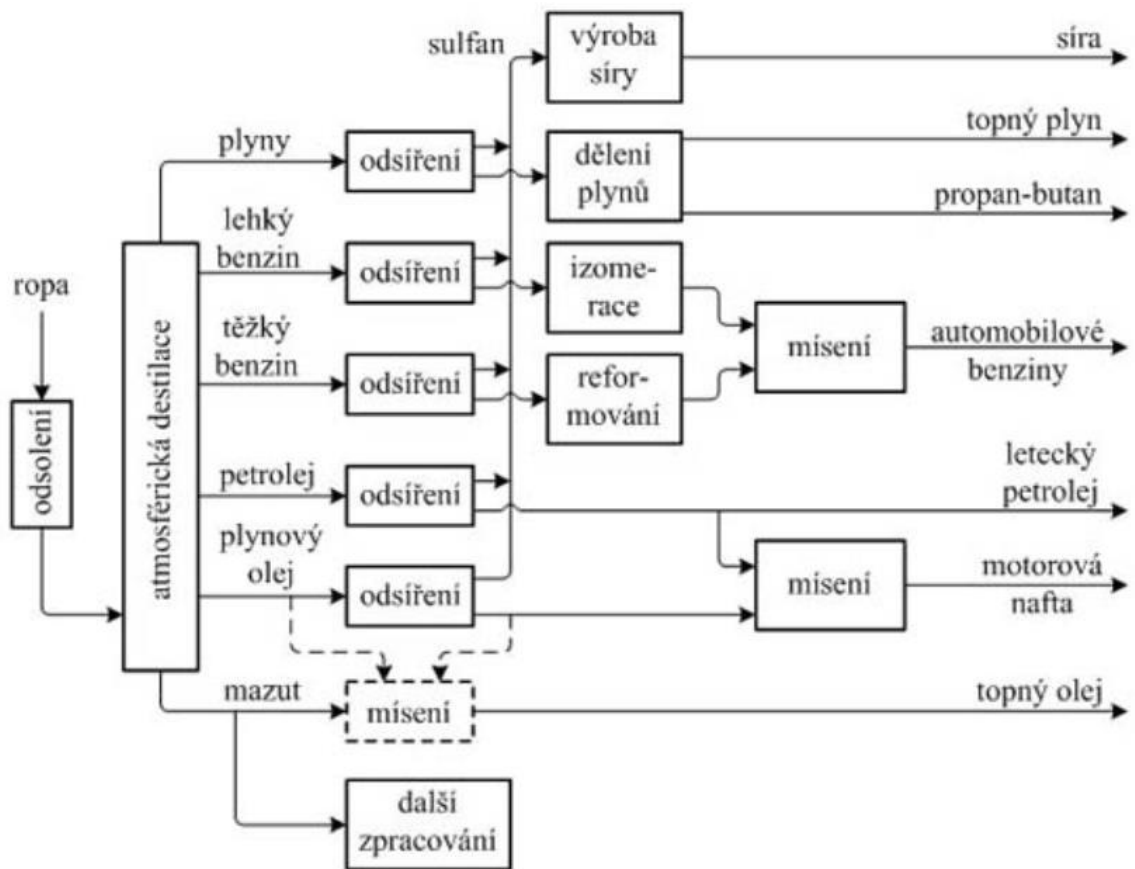 sulfan
výroba
síry
síra
plyny
odsíření
dělení
plynů
topný plyn
propan-butan
lehký
benzin
odsíření
izome-
race
ropa
těžký
benzin
odsíření
refor-
mování
mísení
automobilové
benziny
odsolení
atmosférická destilace
petrolej
odsíření
letecký
petrolej
plynový
olej
odsíření
mísení
motorová
nafta
mazut
mísení
topný olej
další
zpracování